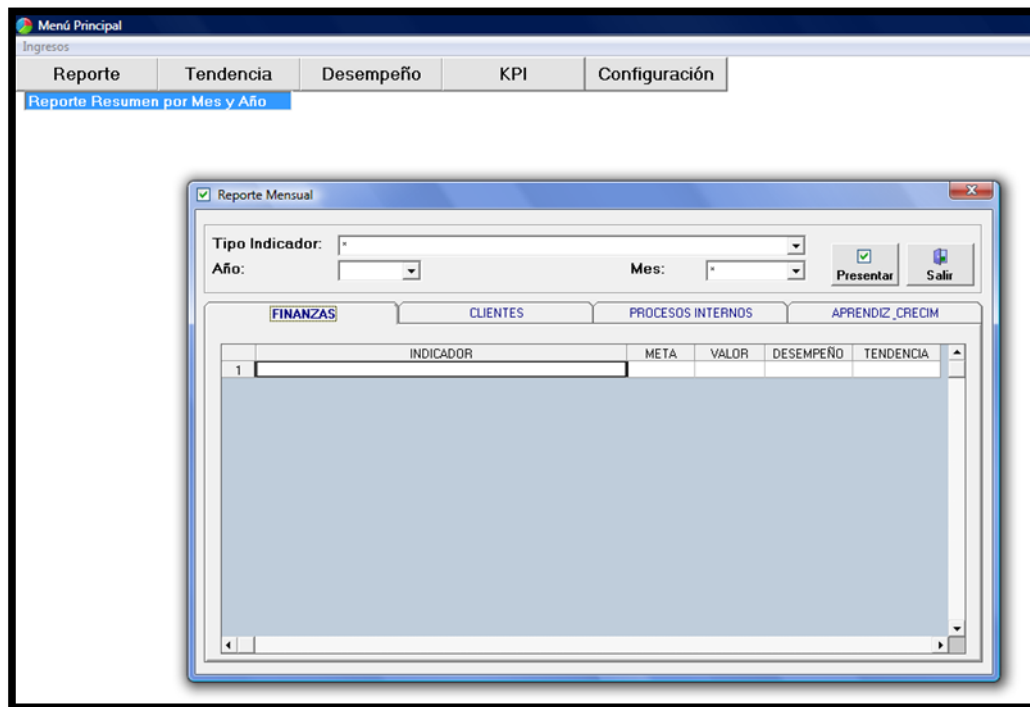 Menú Principal
Ingresos
Reporte Tendencia Desempeño KPI Configuración
Reporte Resumen por Mes y Año
Reporte Mensual
Tipo Indicador: *
Año: Mes: *
Presentar Salir
FINANZAS CLIENTES PROCESOS INTERNOS APRENDIZ_CRECIM
INDICADOR META VALOR DESEMPEÑO TENDENCIA
1